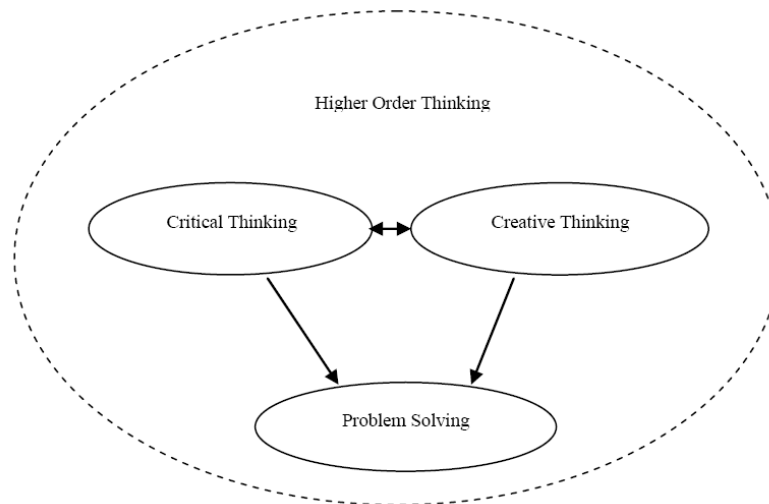 Higher Order Thinking
Critical Thinking
Creative Thinking
Problem Solving